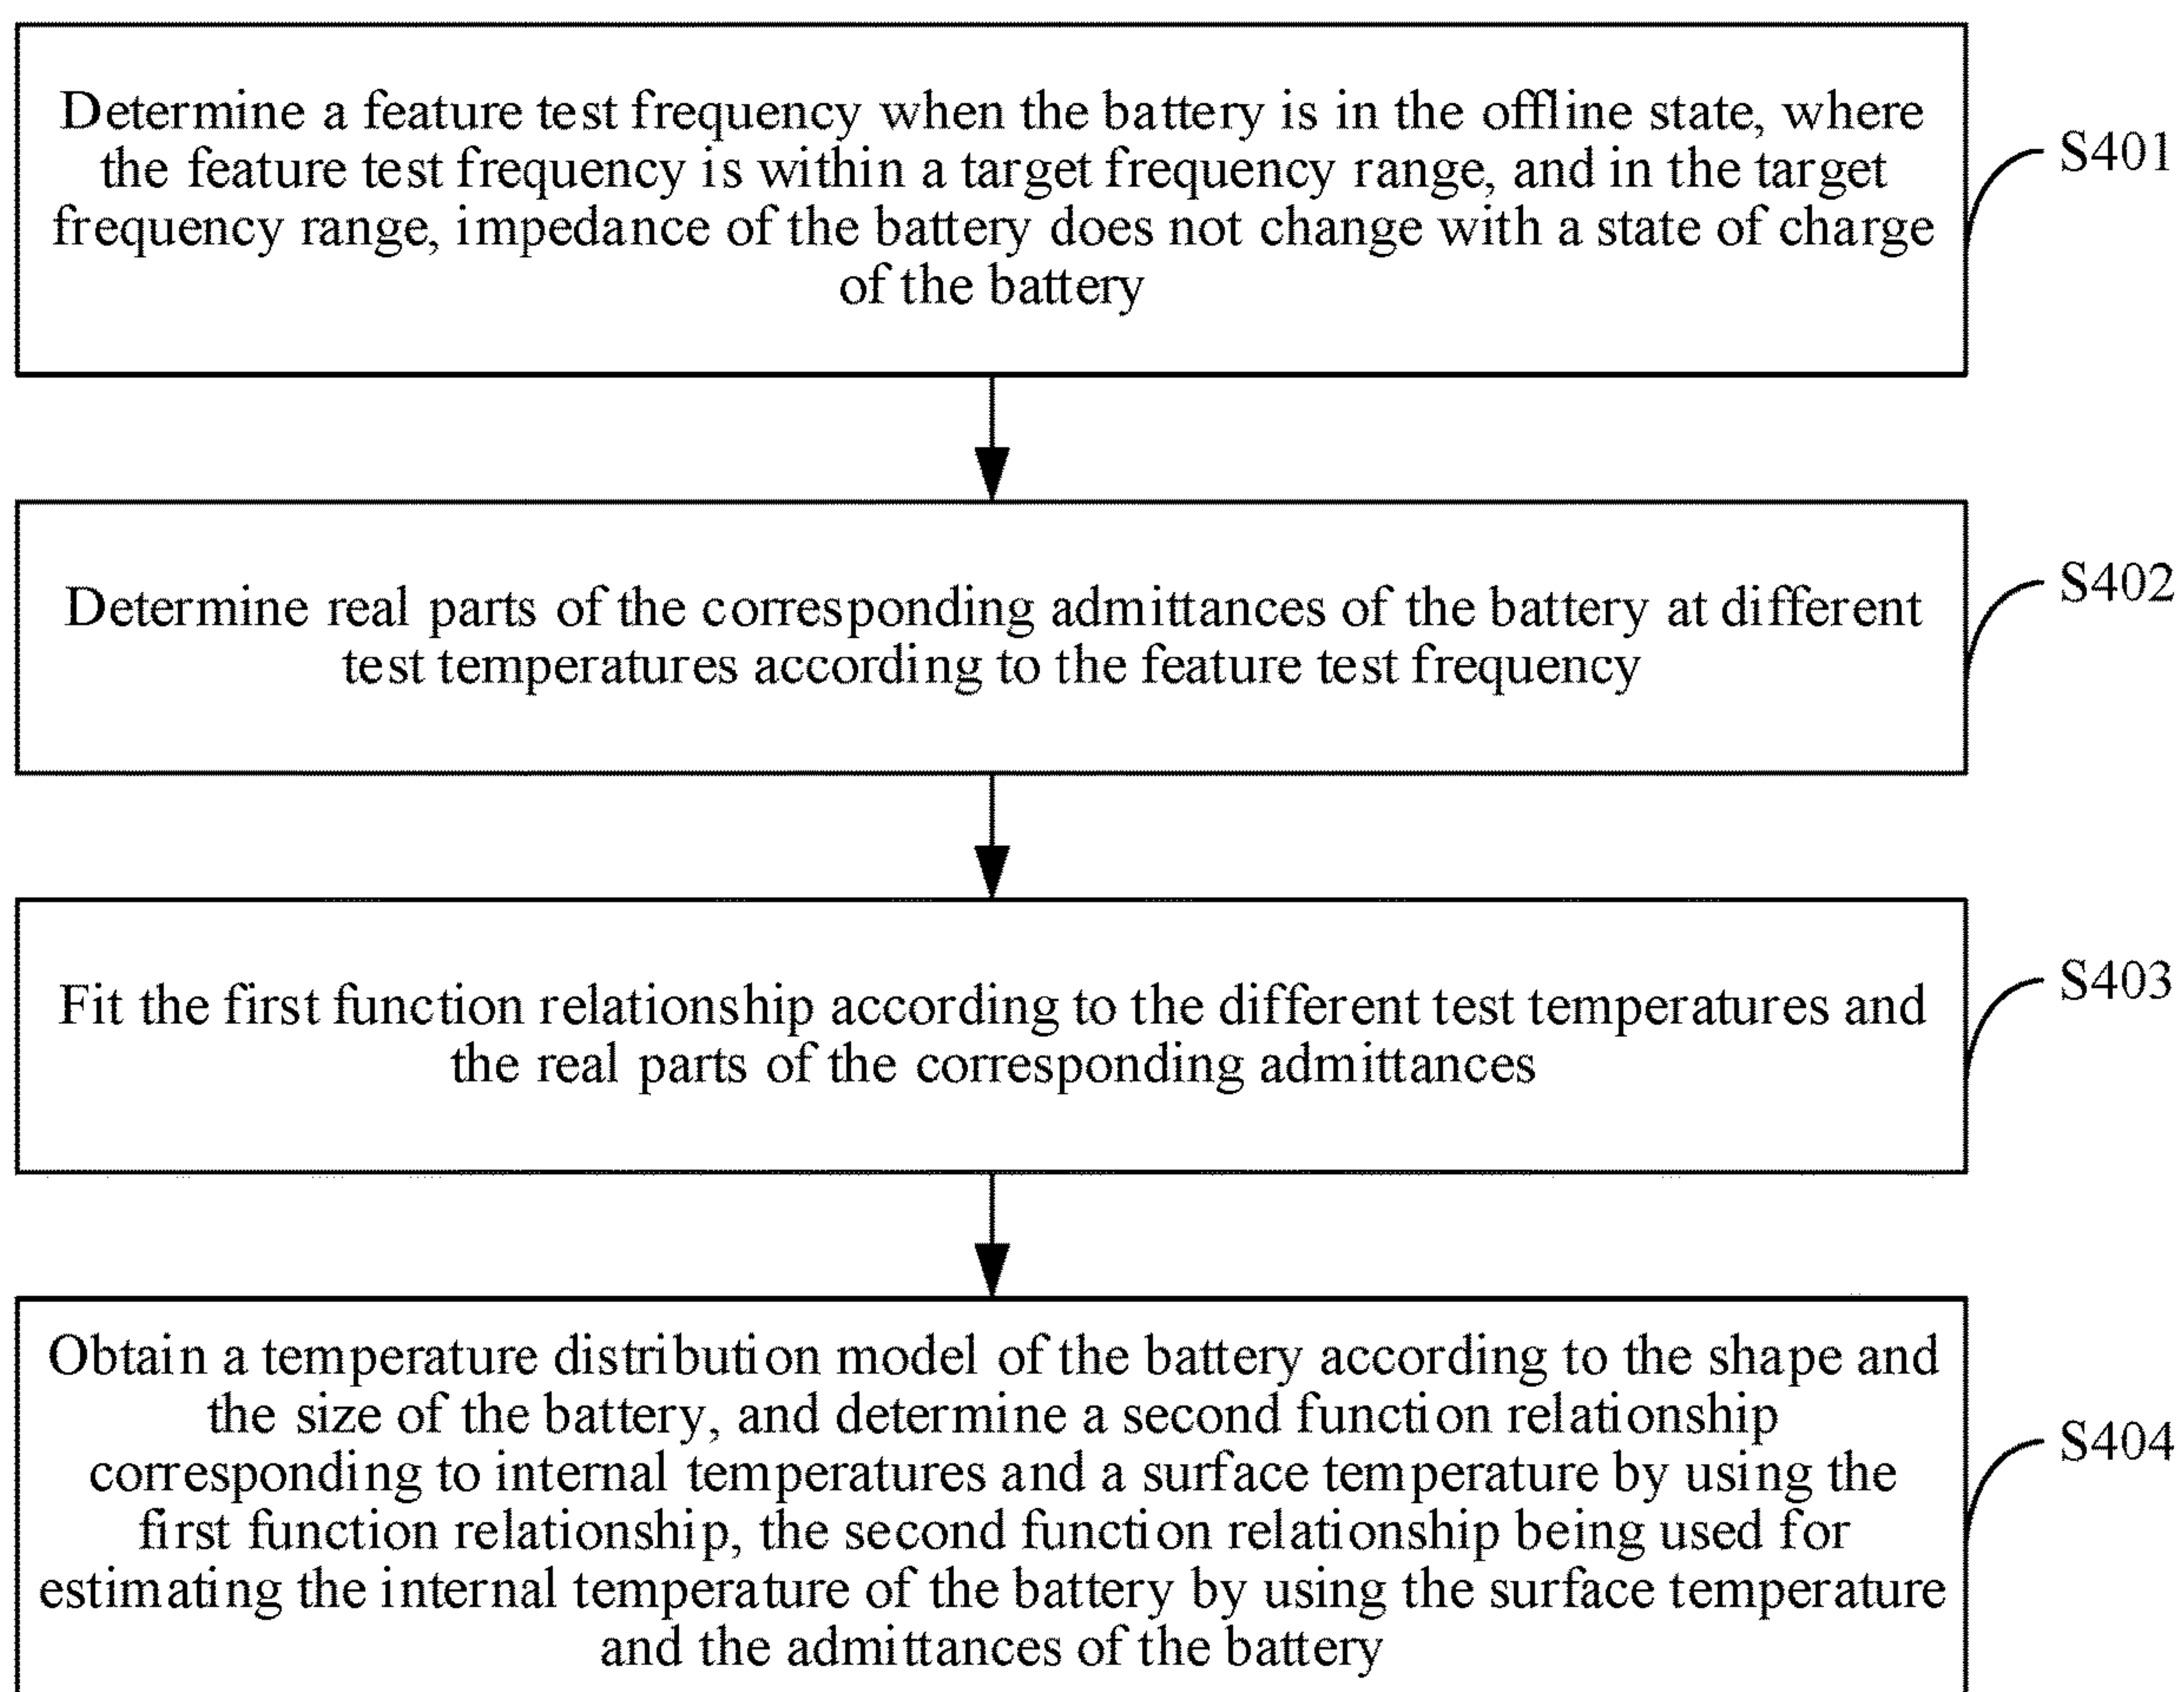 Determine a feature test frequency when the battery is in the offline state, where
the feature test frequency is within a target frequency range, and in the target
frequency range, impedance of the battery does not change with a state of charge
of the battery
S401
Determine real parts of the corresponding admittances of the battery at different
test temperatures according to the feature test frequency
S402
Fit the first function relationship according to the different test temperatures and
the real parts of the corresponding admittances
S403
Obtain a temperature distribution model of the battery according to the shape and
the size of the battery, and determine a second function relationship
corresponding to internal temperatures and a surface temperature by using the
first function relationship, the second function relationship being used for
estimating the internal temperature of the battery by using the surface temperature
and the admittances of the battery
S404